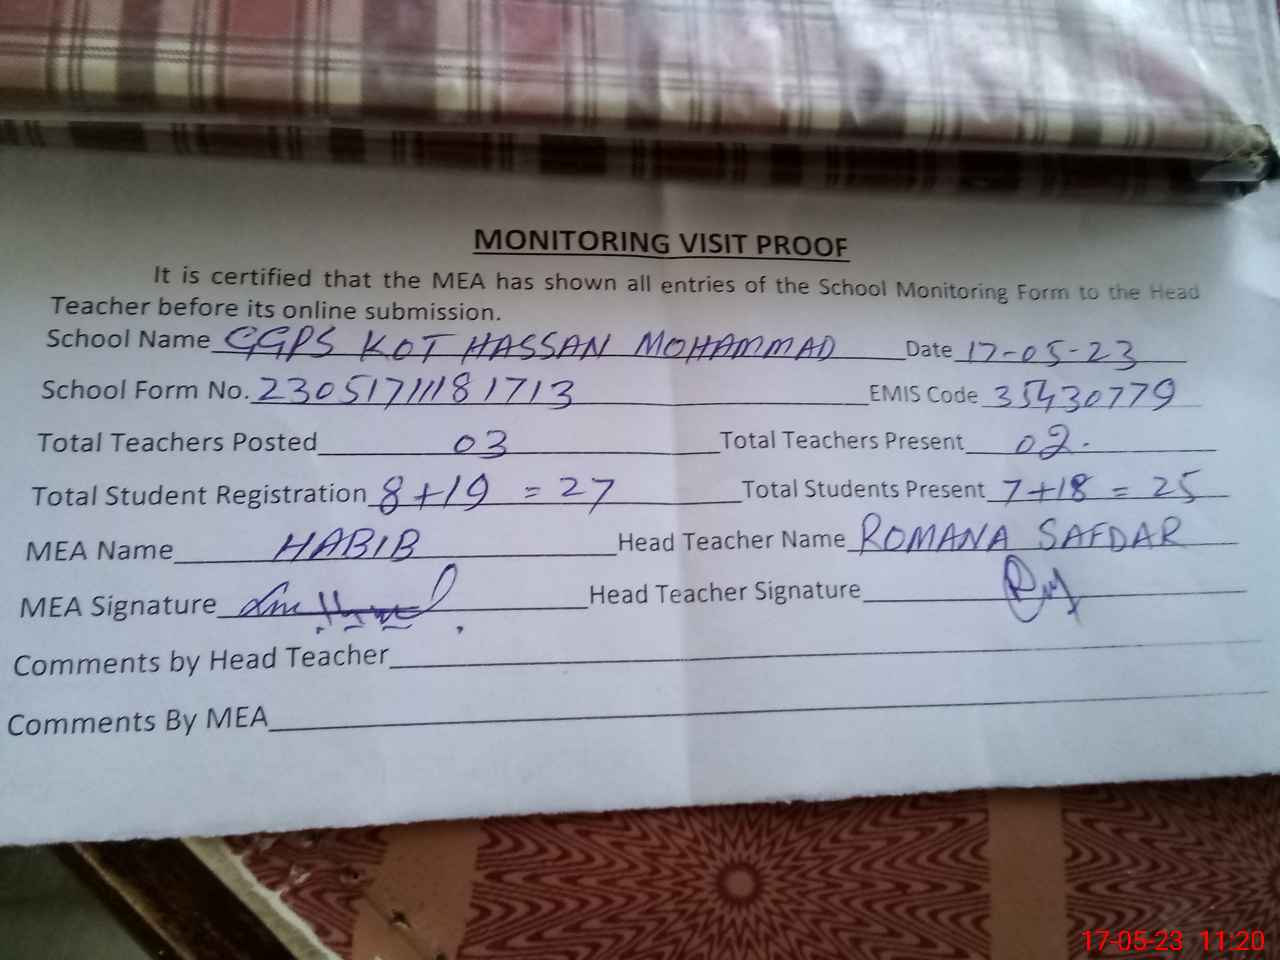 MONITORING VISIT PROOF
It is certified that the MEA has shown all entries of the School Monitoring Form to the Head
Teacher before its online submission.
School Name GGPS KOT HASSAN MOHAMMAD Date 17-05-23
School Form No. 23051711181713 EMIS Code 35430779
Total Teachers Posted 03 Total Teachers Present 02.
Total Student Registration 8+19 = 27 Total Students Present 7+18 = 25
MEA Name HABIB Head Teacher Name ROMANA SAFDAR
MEA Signature Head Teacher Signature
Comments by Head Teacher
Comments By MEA
17-05-23 11:20